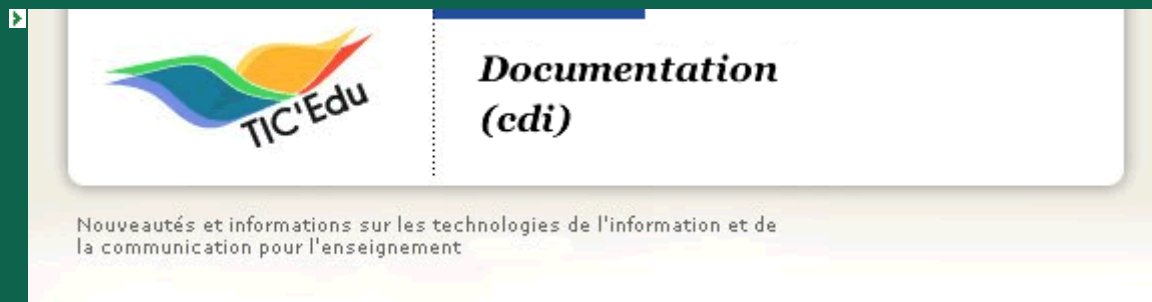 TIC'Edu
Documentation
(cdi)
Nouveautés et informations sur les technologies de l'information et de
la communication pour l'enseignement